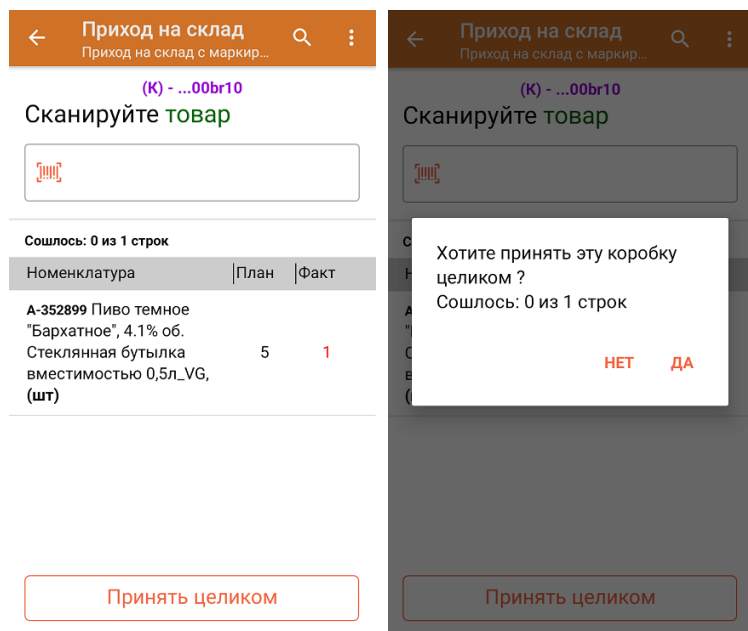 Приход на склад
Приход на склад с маркир...
(К) - ...00br10
Сканируйте товар
Сошлось: 0 из 1 строк
Номенклатура План Факт
А-352899 Пиво темное
"Бархатное", 4.1% об.
Стеклянная бутылка 5 1
вместимостью 0,5л_VG,
(шт)
Принять целиком
Приход на склад
Приход на склад с маркир...
(К) - ...00br10
Сканируйте товар
Хотите принять эту коробку
целиком ?
Сошлось: 0 из 1 строк
НЕТ ДА
Принять целиком